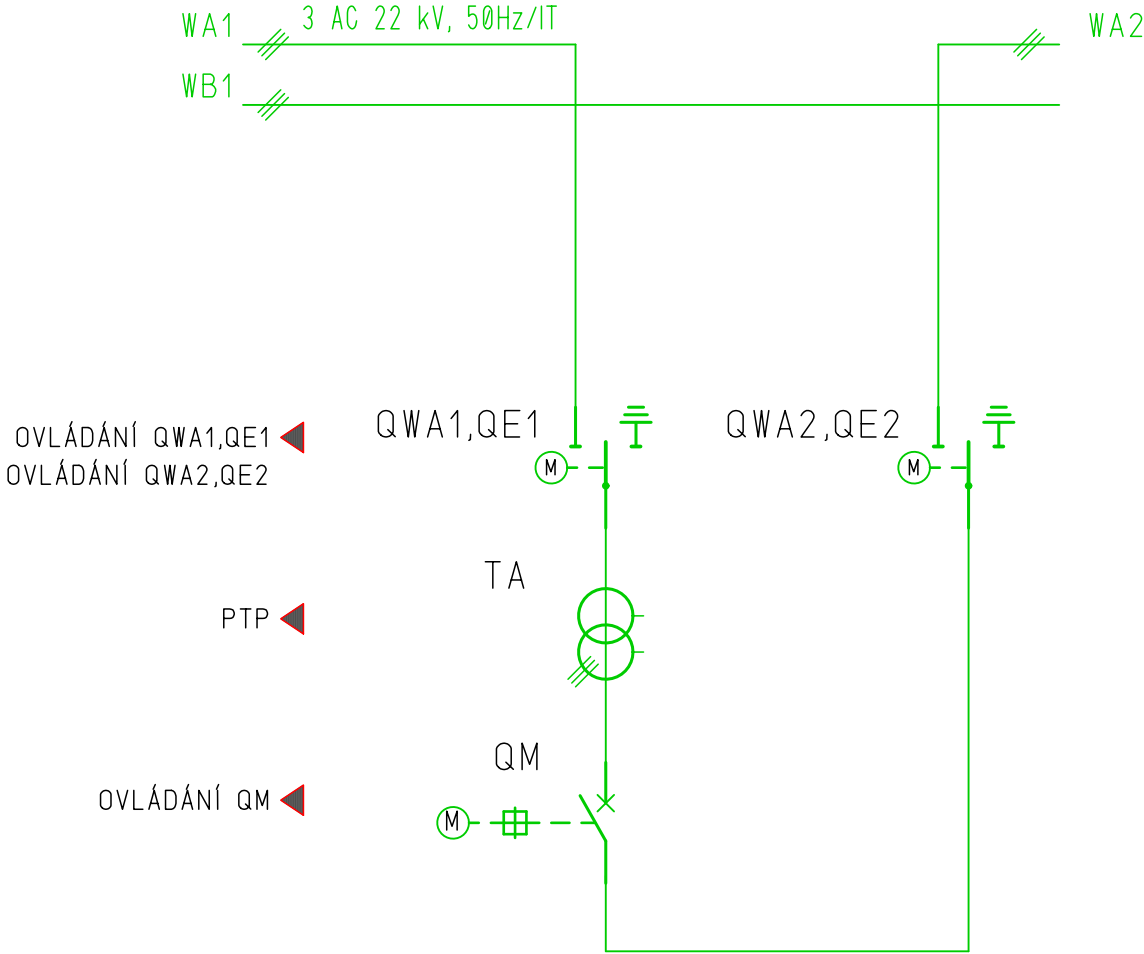 WA1
3 AC 22 kV, 50Hz/IT
WA2
WB1
QWA1,QE1
QWA2,QE2
OVLÁDÁNÍ QWA1,QE1
OVLÁDÁNÍ QWA2,QE2
M
M
TA
PTP
QM
OVLÁDÁNÍ QM
M